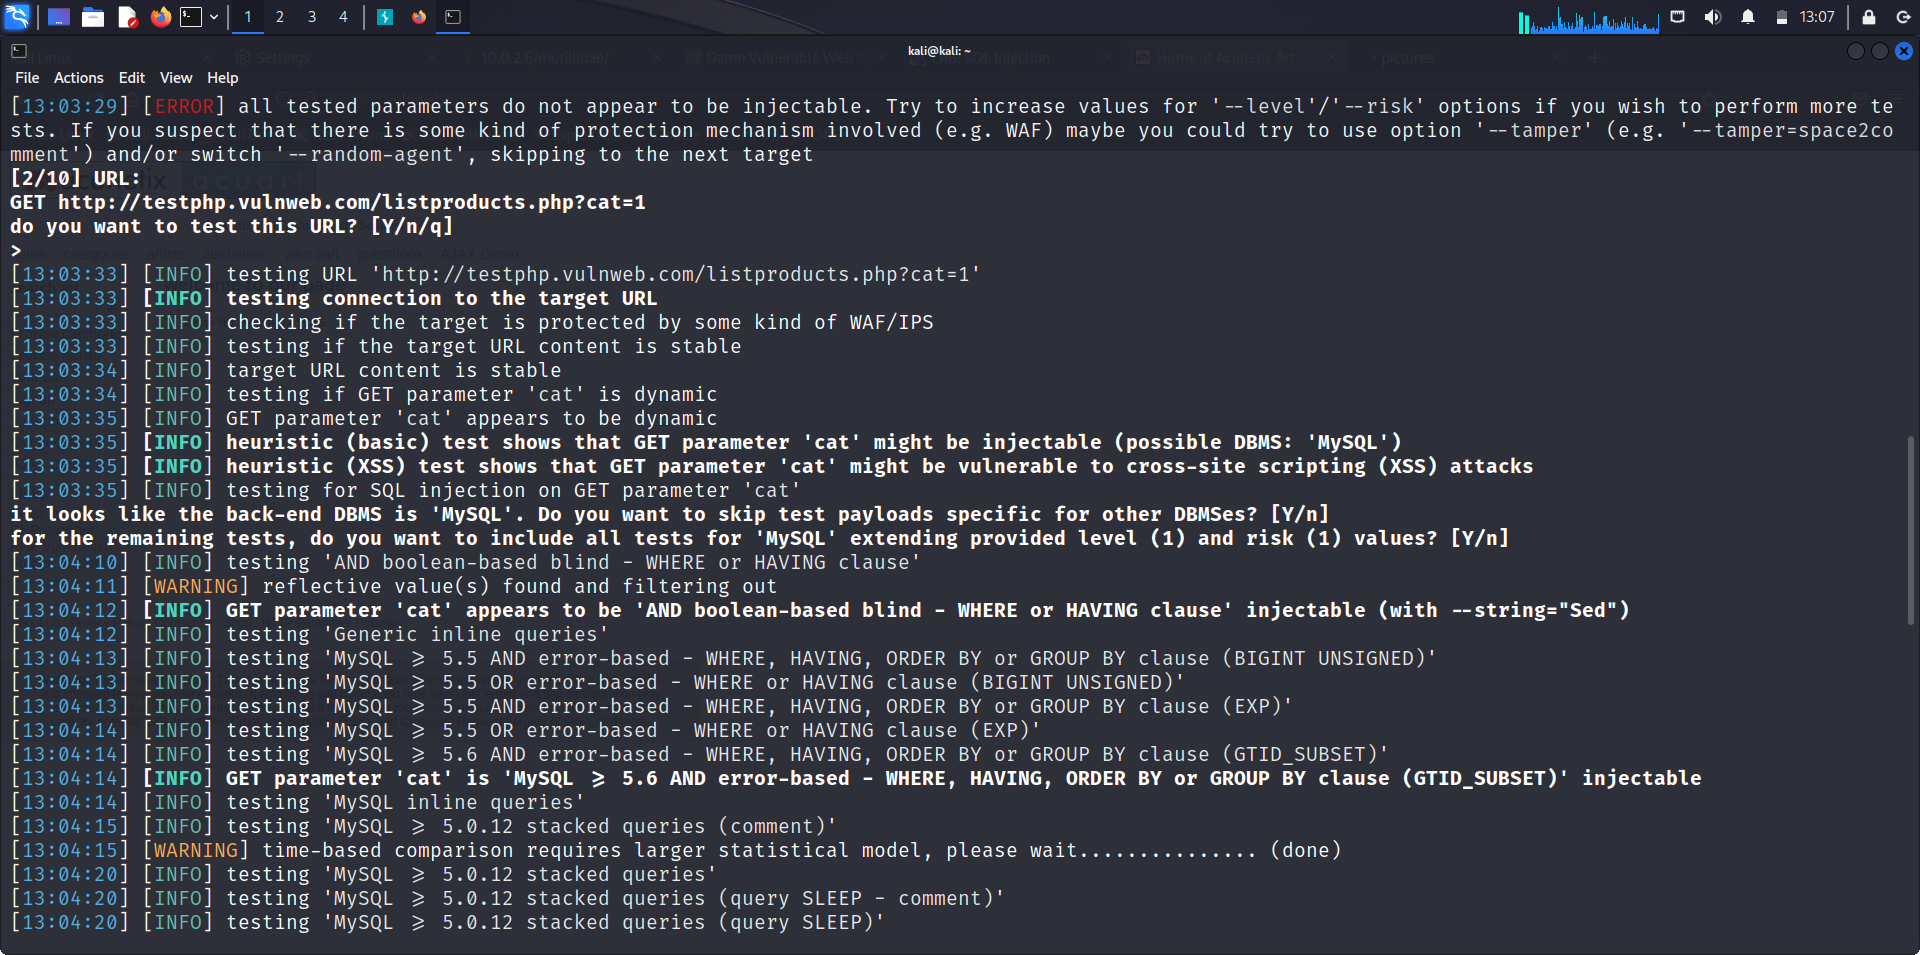 1 2 3 4 13:07
Settings 10.0.2.6/mutillidae/ Damn Vulnerable Web A kali@kali: ~ SQL Injection Home of Acunetix Art pictures
File Actions Edit View Help
[13:03:29] [ERROR] all tested parameters do not appear to be injectable. Try to increase values for '--level'/'--risk' options if you wish to perform more te
sts. If you suspect that there is some kind of protection mechanism involved (e.g. WAF) maybe you could try to use option '--tamper' (e.g. '--tamper=space2co
mment') and/or switch '--random-agent', skipping to the next target
[2/10] URL:
GET http://testphp.vulnweb.com/listproducts.php?cat=1
do you want to test this URL? [Y/n/q]
>
[13:03:33] [INFO] testing URL 'http://testphp.vulnweb.com/listproducts.php?cat=1'
[13:03:33] [INFO] testing connection to the target URL
[13:03:33] [INFO] checking if the target is protected by some kind of WAF/IPS
[13:03:33] [INFO] testing if the target URL content is stable
[13:03:34] [INFO] target URL content is stable
[13:03:34] [INFO] testing if GET parameter 'cat' is dynamic
[13:03:35] [INFO] GET parameter 'cat' appears to be dynamic
[13:03:35] [INFO] heuristic (basic) test shows that GET parameter 'cat' might be injectable (possible DBMS: 'MySQL')
[13:03:35] [INFO] heuristic (XSS) test shows that GET parameter 'cat' might be vulnerable to cross-site scripting (XSS) attacks
[13:03:35] [INFO] testing for SQL injection on GET parameter 'cat'
it looks like the back-end DBMS is 'MySQL'. Do you want to skip test payloads specific for other DBMSes? [Y/n]
for the remaining tests, do you want to include all tests for 'MySQL' extending provided level (1) and risk (1) values? [Y/n]
[13:04:10] [INFO] testing 'AND boolean-based blind - WHERE or HAVING clause'
[13:04:11] [WARNING] reflective value(s) found and filtering out
[13:04:12] [INFO] GET parameter 'cat' appears to be 'AND boolean-based blind - WHERE or HAVING clause' injectable (with --string="Sed")
[13:04:12] [INFO] testing 'Generic inline queries'
[13:04:13] [INFO] testing 'MySQL >= 5.5 AND error-based - WHERE, HAVING, ORDER BY or GROUP BY clause (BIGINT UNSIGNED)'
[13:04:13] [INFO] testing 'MySQL >= 5.5 OR error-based - WHERE or HAVING clause (BIGINT UNSIGNED)'
[13:04:13] [INFO] testing 'MySQL >= 5.5 AND error-based - WHERE, HAVING, ORDER BY or GROUP BY clause (EXP)'
[13:04:14] [INFO] testing 'MySQL >= 5.5 OR error-based - WHERE or HAVING clause (EXP)'
[13:04:14] [INFO] testing 'MySQL >= 5.6 AND error-based - WHERE, HAVING, ORDER BY or GROUP BY clause (GTID_SUBSET)'
[13:04:14] [INFO] GET parameter 'cat' is 'MySQL >= 5.6 AND error-based - WHERE, HAVING, ORDER BY or GROUP BY clause (GTID_SUBSET)' injectable
[13:04:14] [INFO] testing 'MySQL inline queries'
[13:04:15] [INFO] testing 'MySQL >= 5.0.12 stacked queries (comment)'
[13:04:15] [WARNING] time-based comparison requires larger statistical model, please wait............... (done)
[13:04:20] [INFO] testing 'MySQL >= 5.0.12 stacked queries'
[13:04:20] [INFO] testing 'MySQL >= 5.0.12 stacked queries (query SLEEP - comment)'
[13:04:20] [INFO] testing 'MySQL >= 5.0.12 stacked queries (query SLEEP)'